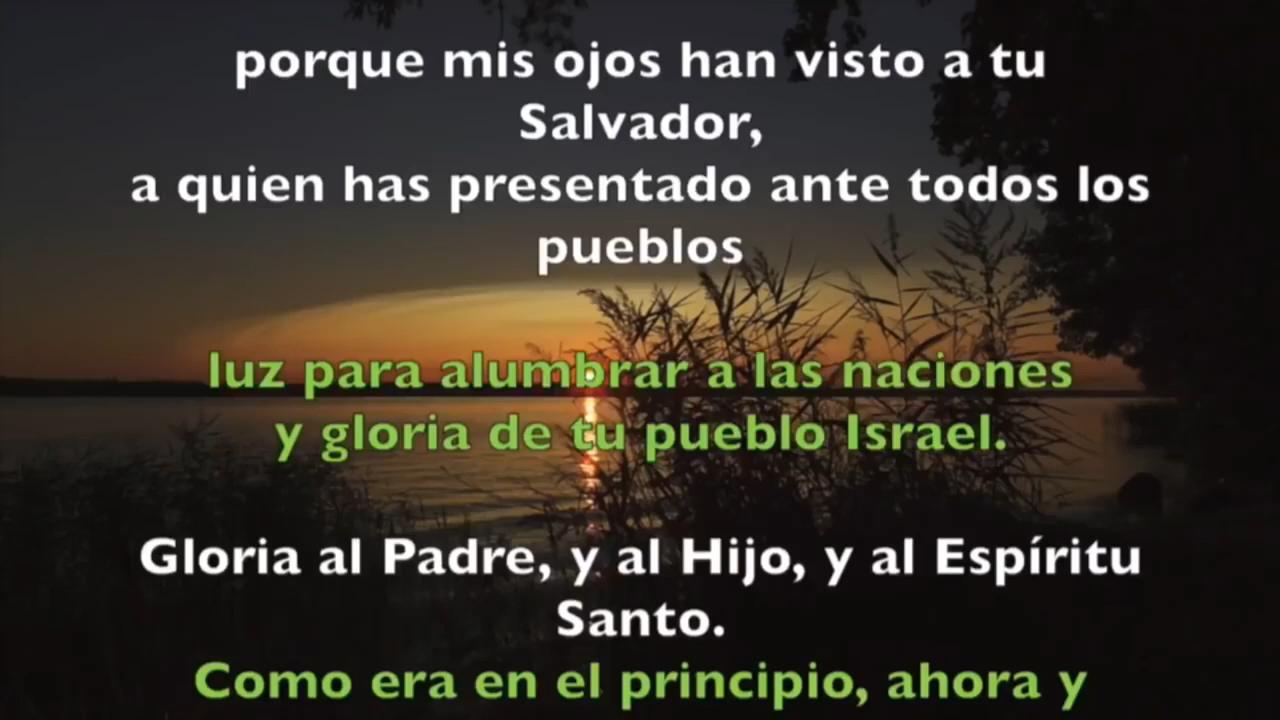 porque mis ojos han visto a tu
Salvador,
a quien has presentado ante todos los
pueblos
luz para alumbrar a las naciones
y gloria de tu pueblo Israel.
Gloria al Padre, y al Hijo, y al Espíritu
Santo.
Como era en el principio, ahora y